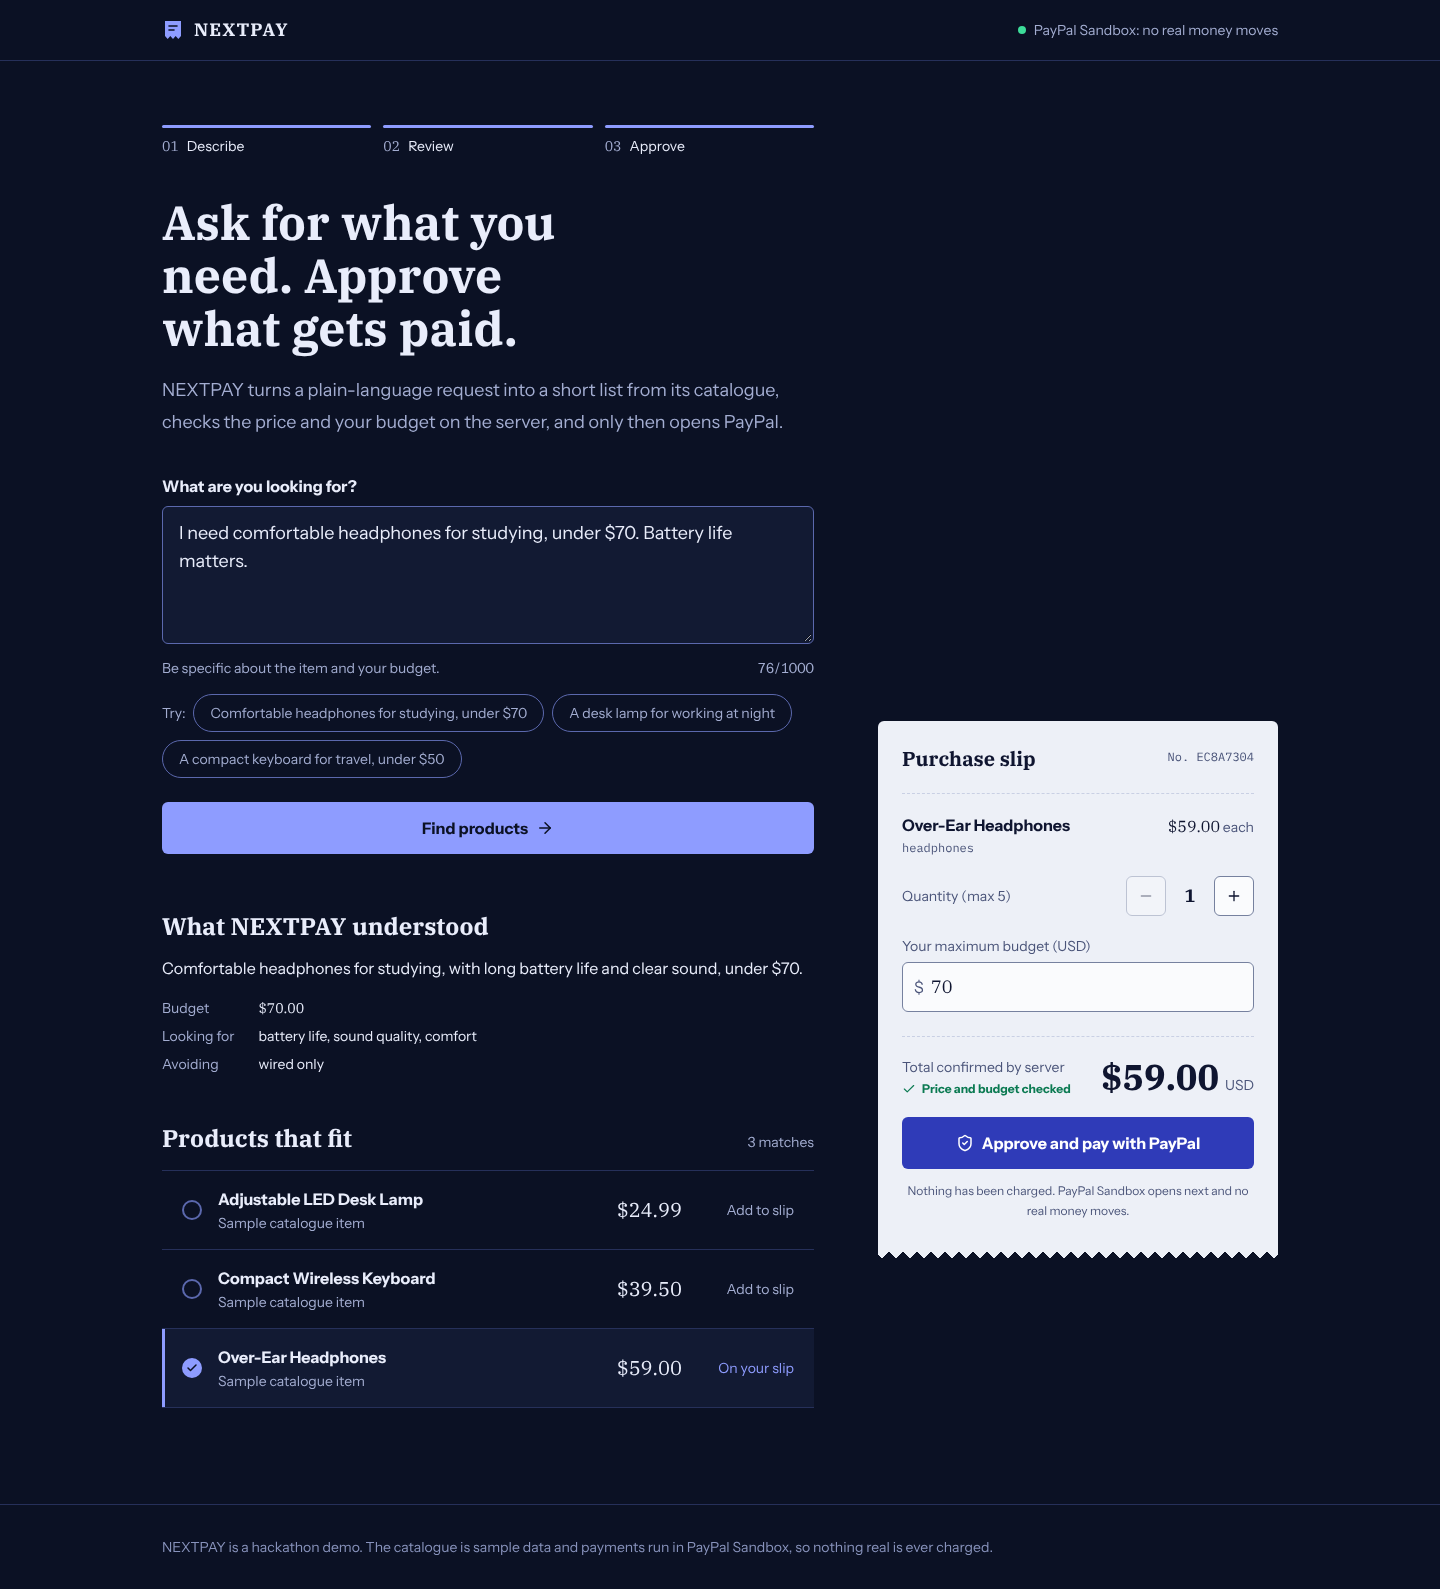 NEXTPAY
PayPal Sandbox: no real money moves
01 Describe
02 Review
03 Approve
Ask for what you
need. Approve
what gets paid.
NEXTPAY turns a plain-language request into a short list from its catalogue,
checks the price and your budget on the server, and only then opens PayPal.
What are you looking for?
I need comfortable headphones for studying, under $70. Battery life
matters.
Be specific about the item and your budget.
76/1000
Try:
Comfortable headphones for studying, under $70
A desk lamp for working at night
A compact keyboard for travel, under $50
Find products
What NEXTPAY understood
Comfortable headphones for studying, with long battery life and clear sound, under $70.
Budget $70.00
Looking for battery life, sound quality, comfort
Avoiding wired only
Products that fit
3 matches
Adjustable LED Desk Lamp
Sample catalogue item
$24.99
Add to slip
Compact Wireless Keyboard
Sample catalogue item
$39.50
Add to slip
Over-Ear Headphones
Sample catalogue item
$59.00
On your slip
Purchase slip
No. EC8A7304
Over-Ear Headphones
$59.00 each
headphones
Quantity (max 5)
1
Your maximum budget (USD)
$ 70
Total confirmed by server
Price and budget checked
$59.00 USD
Approve and pay with PayPal
Nothing has been charged. PayPal Sandbox opens next and no
real money moves.
NEXTPAY is a hackathon demo. The catalogue is sample data and payments run in PayPal Sandbox, so nothing real is ever charged.